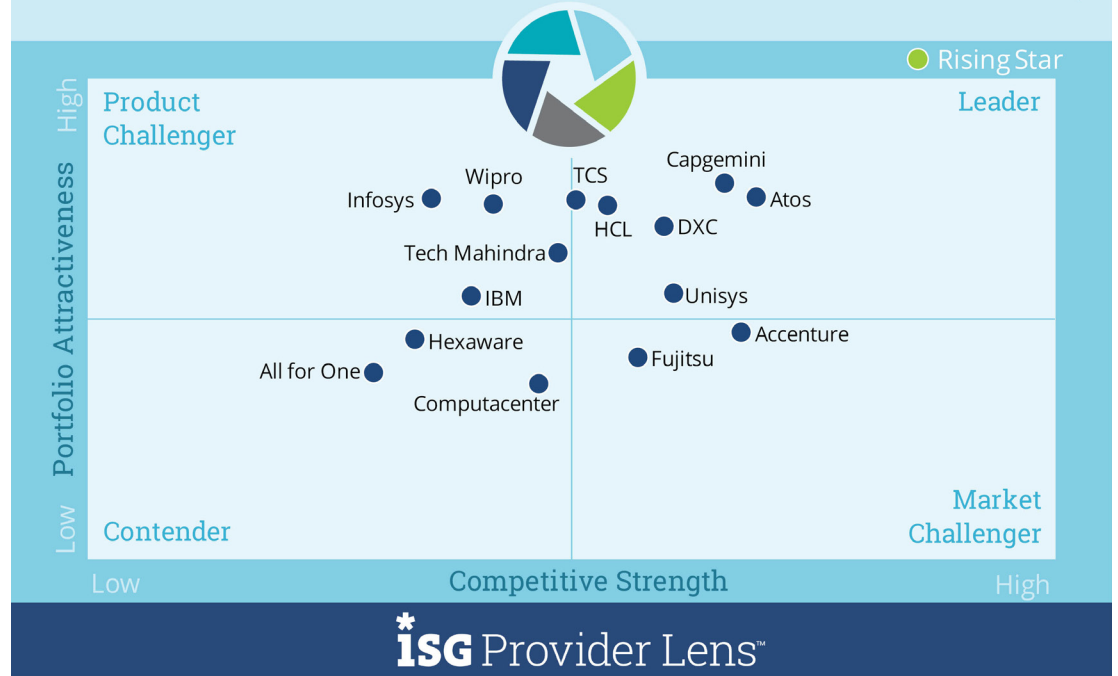 Rising Star
High
Product
Challenger
Leader
Portfolio Attractiveness
Capgemini
Wipro
TCS
Infosys
Atos
HCL
DXC
Tech Mahindra
IBM
Unisys
Accenture
Hexaware
Fujitsu
All for One
Computacenter
Low
Contender
Market
Challenger
Low
Competitive Strength
High
ISG Provider Lens™